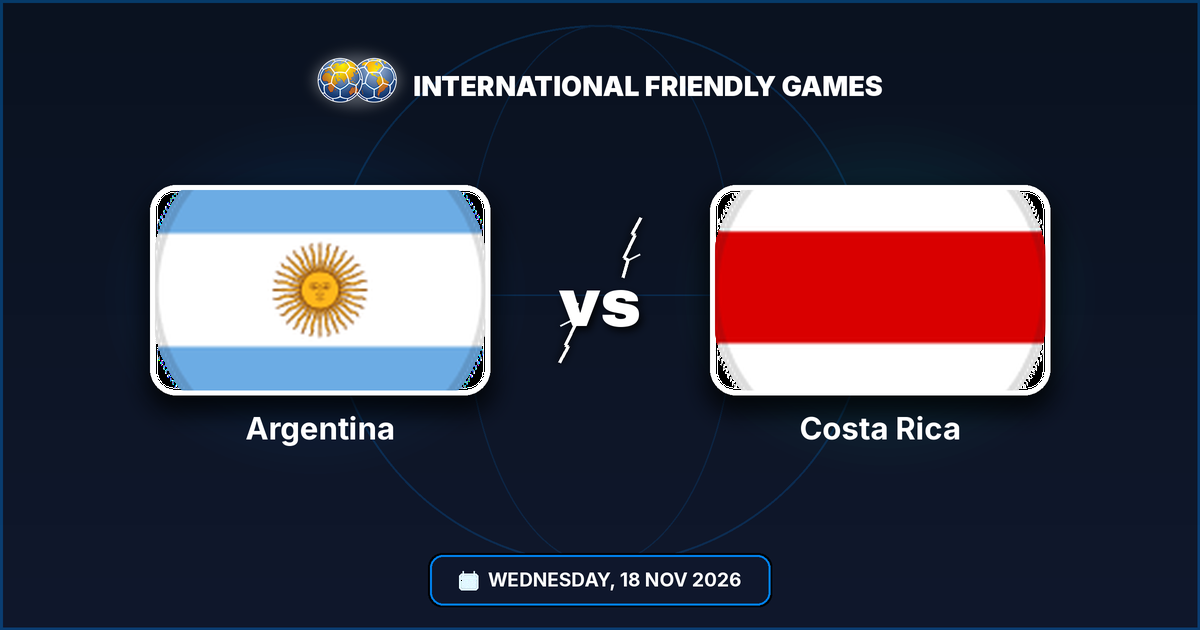 INTERNATIONAL FRIENDLY GAMES
vs
Argentina
Costa Rica
WEDNESDAY, 18 NOV 2026